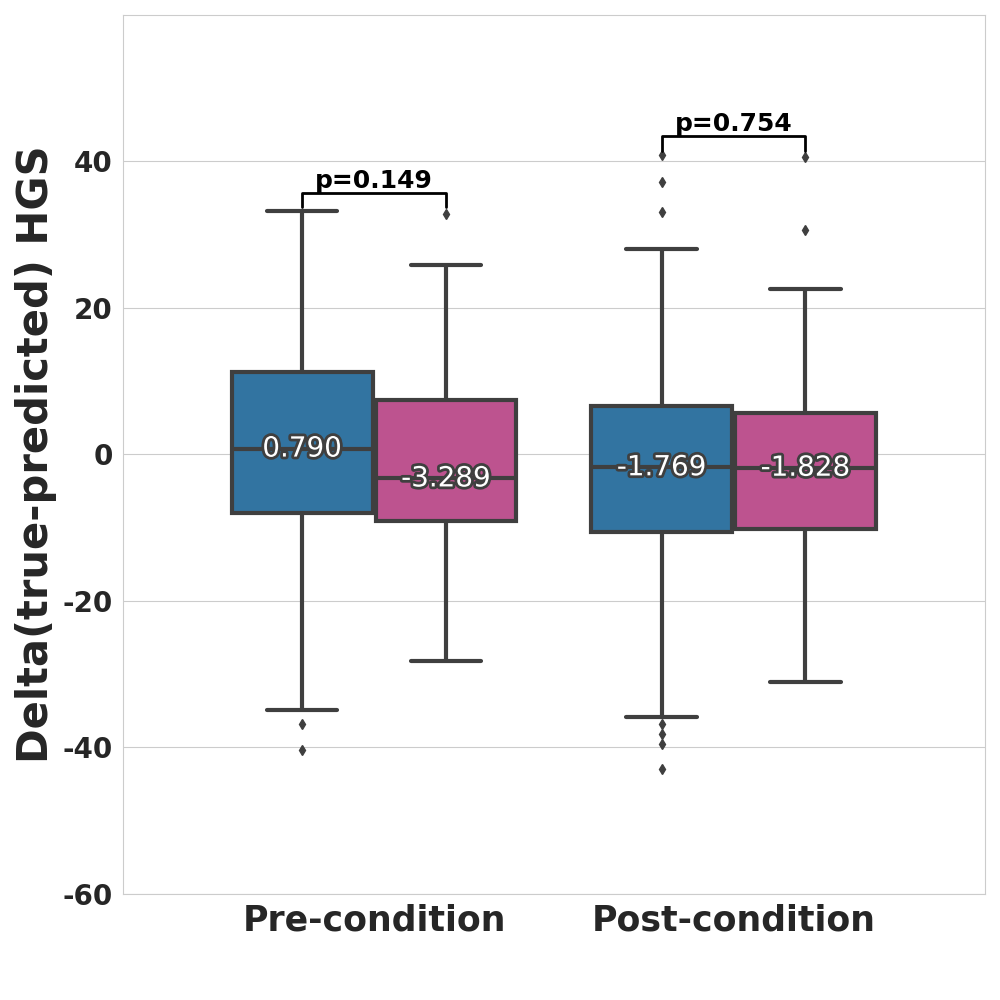 Delta(true-predicted) HGS
40
20
0
-20
-40
-60
p=0.149
p=0.754
0.790
-3.289
-1.769
-1.828
Pre-condition
Post-condition